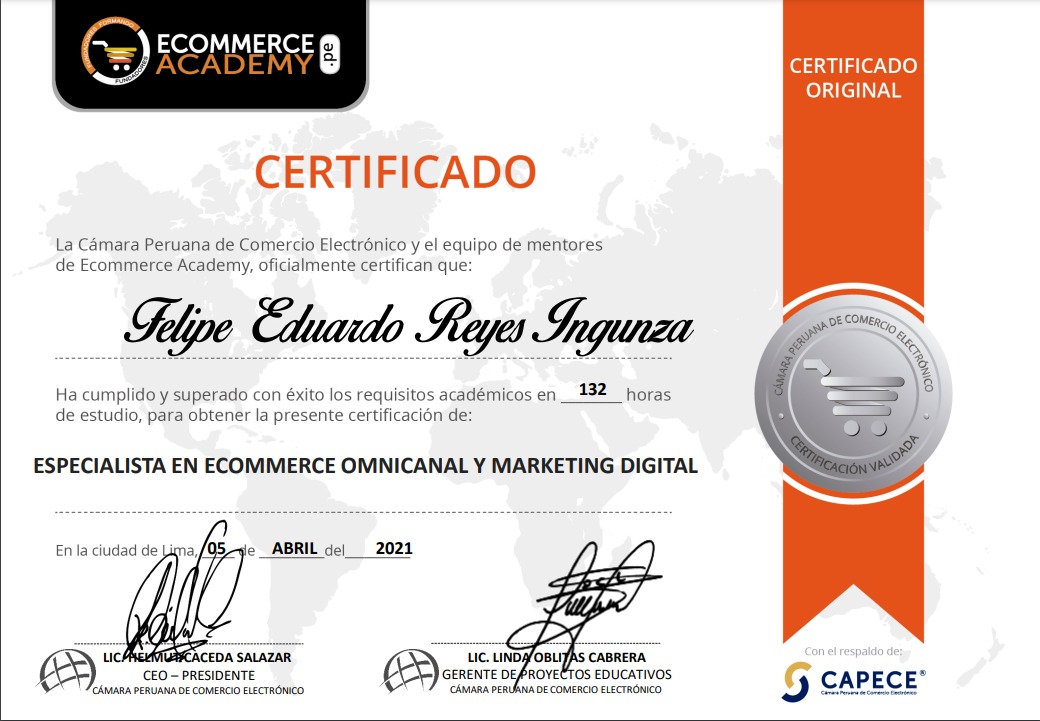 FUNDADORES FORMANDO FUNDADORES
ECOMMERCE
ACADEMY .pe
CERTIFICADO
ORIGINAL
CERTIFICADO
La Cámara Peruana de Comercio Electrónico y el equipo de mentores
de Ecommerce Academy, oficialmente certifican que:
Felipe Eduardo Reyes Ingunza
Ha cumplido y superado con éxito los requisitos académicos en 132 horas
de estudio, para obtener la presente certificación de:
CÁMARA PERUANA DE COMERCIO ELECTRÓNICO
CERTIFICACIÓN VALIDADA
ESPECIALISTA EN ECOMMERCE OMNICANAL Y MARKETING DIGITAL
En la ciudad de Lima, 05 de ABRIL del 2021
LIC. HELMUT CACEDA SALAZAR
CEO – PRESIDENTE
CÁMARA PERUANA DE COMERCIO ELECTRÓNICO
LIC. LINDA OBLITAS CABRERA
GERENTE DE PROYECTOS EDUCATIVOS
CÁMARA PERUANA DE COMERCIO ELECTRÓNICO
Con el respaldo de:
CAPECE®
Cámara Peruana de Comercio Electrónico